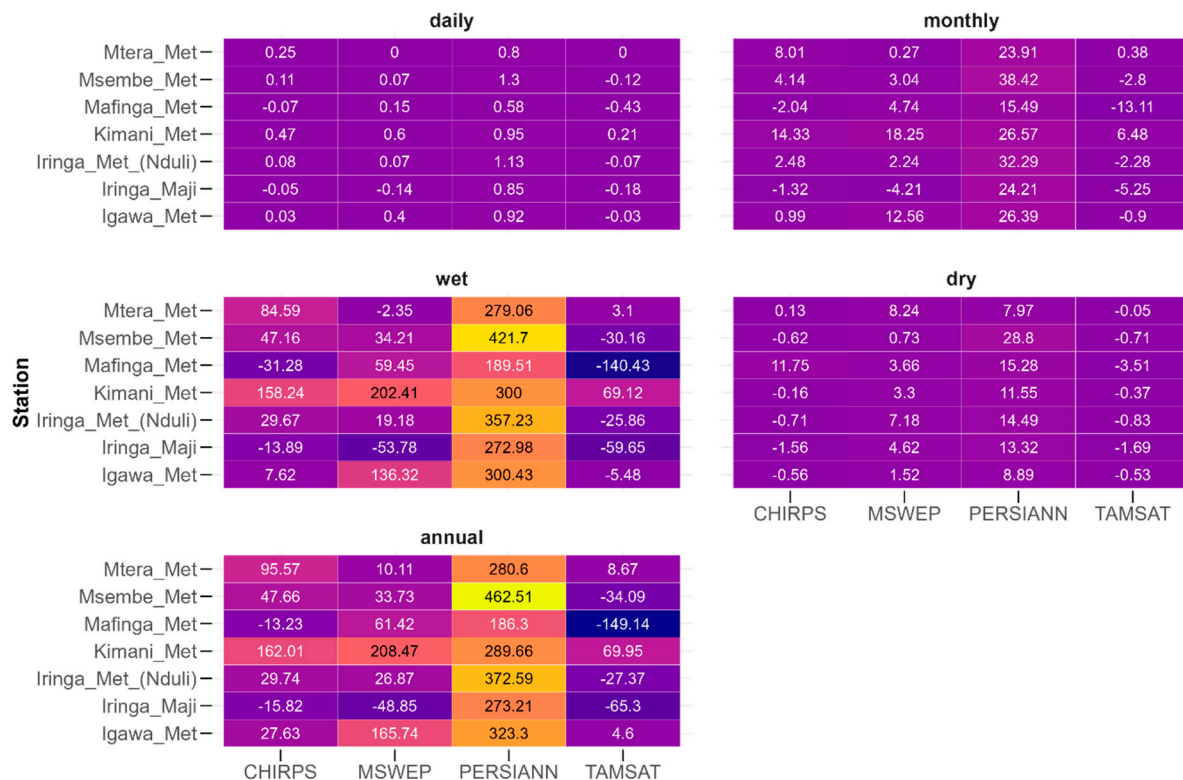 daily
Mtera_Met 0.25 0 0.8 0
Msembe_Met 0.11 0.07 1.3 -0.12
Mafinga_Met -0.07 0.15 0.58 -0.43
Kimani_Met 0.47 0.6 0.95 0.21
Iringa_Met_(Nduli) 0.08 0.07 1.13 -0.07
Iringa_Maji -0.05 -0.14 0.85 -0.18
Igawa_Met 0.03 0.4 0.92 -0.03
monthly
8.01 0.27 23.91 0.38
4.14 3.04 38.42 -2.8
-2.04 4.74 15.49 -13.11
14.33 18.25 26.57 6.48
2.48 2.24 32.29 -2.28
-1.32 -4.21 24.21 -5.25
0.99 12.56 26.39 -0.9
Station
wet
Mtera_Met 84.59 -2.35 279.06 3.1
Msembe_Met 47.16 34.21 421.7 -30.16
Mafinga_Met -31.28 59.45 189.51 -140.43
Kimani_Met 158.24 202.41 300 69.12
Iringa_Met_(Nduli) 29.67 19.18 357.23 -25.86
Iringa_Maji -13.89 -53.78 272.98 -59.65
Igawa_Met 7.62 136.32 300.43 -5.48
dry
0.13 8.24 7.97 -0.05
-0.62 0.73 28.8 -0.71
11.75 3.66 15.28 -3.51
-0.16 3.3 11.55 -0.37
-0.71 7.18 14.49 -0.83
-1.56 4.62 13.32 -1.69
-0.56 1.52 8.89 -0.53
CHIRPS MSWEP PERSIANN TAMSAT
annual
Mtera_Met 95.57 10.11 280.6 8.67
Msembe_Met 47.66 33.73 462.51 -34.09
Mafinga_Met -13.23 61.42 186.3 -149.14
Kimani_Met 162.01 208.47 289.66 69.95
Iringa_Met_(Nduli) 29.74 26.87 372.59 -27.37
Iringa_Maji -15.82 -48.85 273.21 -65.3
Igawa_Met 27.63 165.74 323.3 4.6
CHIRPS MSWEP PERSIANN TAMSAT